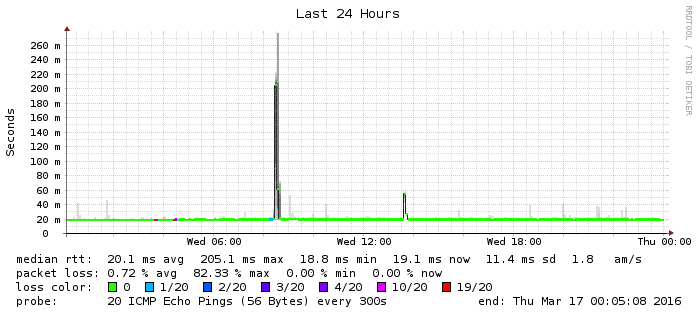 Last 24 Hours
RRDTOOL / TOBI OETIKER
Seconds
260 m
240 m
220 m
200 m
180 m
160 m
140 m
120 m
100 m
80 m
60 m
40 m
20 m
0
Wed 06:00 Wed 12:00 Wed 18:00 Thu 00:00
median rtt: 20.1 ms avg 205.1 ms max 18.8 ms min 19.1 ms now 11.4 ms sd 1.8 am/s
packet loss: 0.72 % avg 82.33 % max 0.00 % min 0.00 % now
loss color: 0 1/20 2/20 3/20 4/20 10/20 19/20
probe: 20 ICMP Echo Pings (56 Bytes) every 300s end: Thu Mar 17 00:05:08 2016